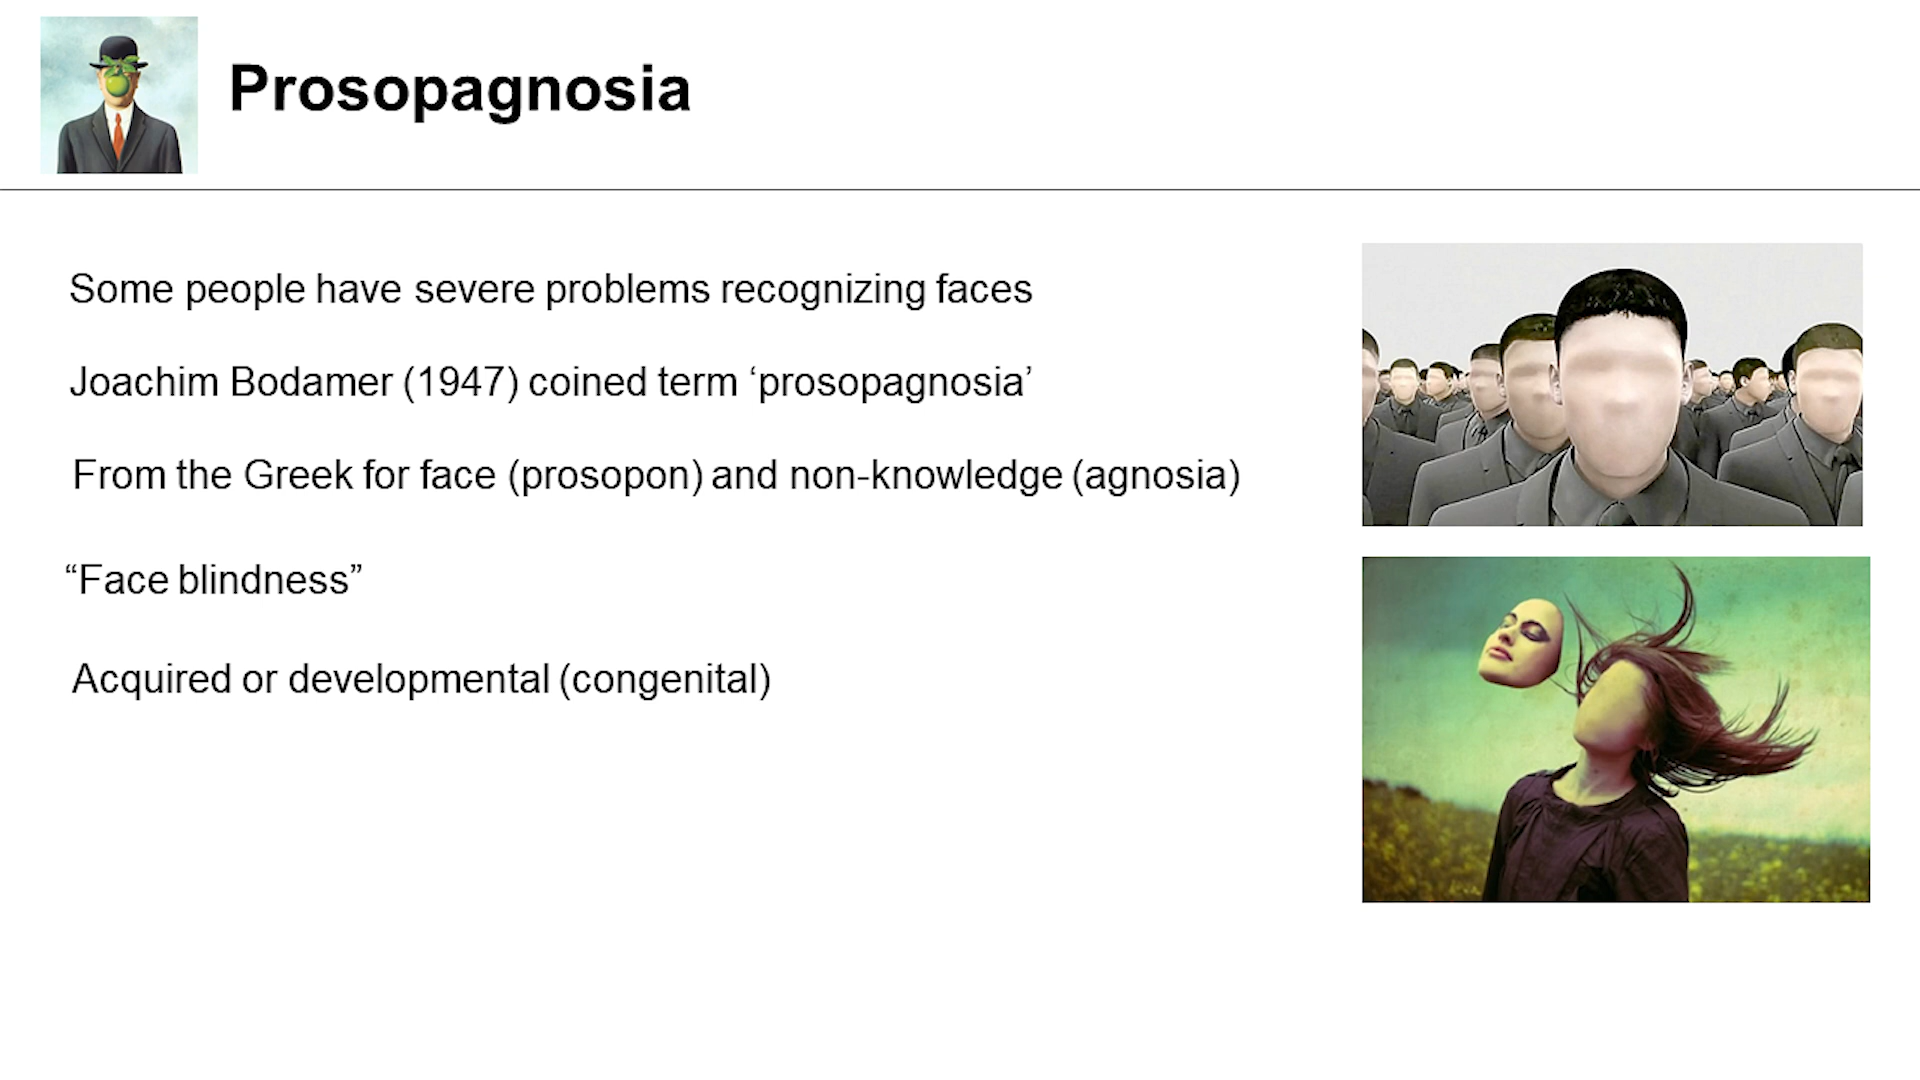 Prosopagnosia
Some people have severe problems recognizing faces
Joachim Bodamer (1947) coined term ‘prosopagnosia’
From the Greek for face (prosopon) and non-knowledge (agnosia)
“Face blindness”
Acquired or developmental (congenital)